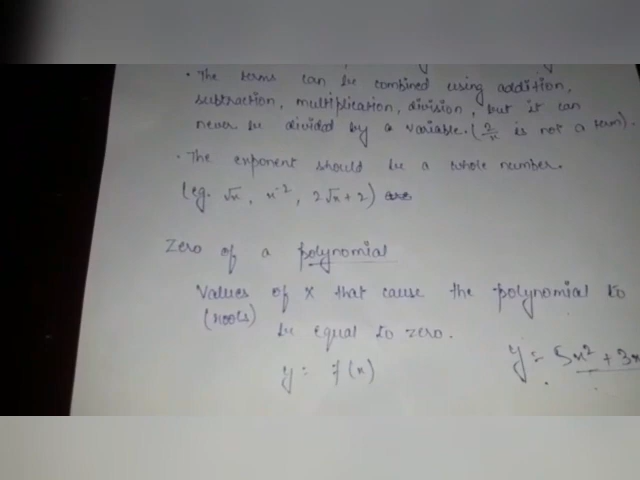 • The terms can be combined using addition,
subtraction, multiplication, division, but it can
never be divided by a variable. (2/x is not a term).
• The exponent should be a whole number.
(eg. √x, x⁻², 2√x + 2)
Zero of a polynomial
Values of x that cause the polynomial to
(roots) be equal to zero.
y = f(x)
y = 5x² + 3x